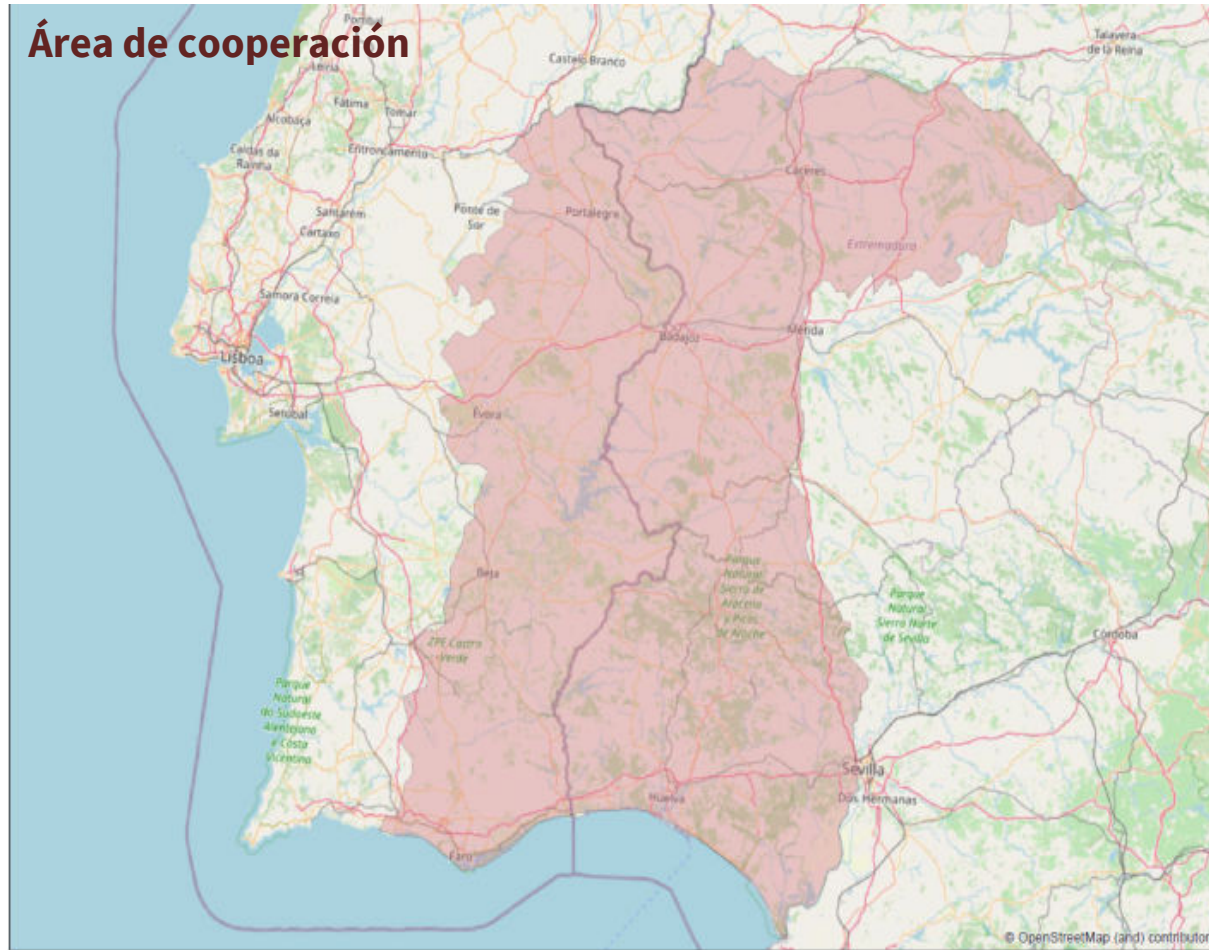 Área de cooperación
Pombal
Leiria
Castelo Branco
Talavera
de la Reina
Fátima
Tomar
Alcobaça
Caldas da
Rainha
Entroncamento
Cáceres
Santarém
Ponte de
Sor
Portalegre
Cartaxo
Extremadura
Samora Correia
Badajoz
Mérida
Lisboa
Setúbal
Évora
Beja
Parque
Natural
Sierra de
Aracena
y Picos
de Aroche
Parque
Natural
Sierra Norte
de Sevilla
Córdoba
ZPE Castro
Verde
Parque
Natural
do Sudoeste
Alentejano
e Costa
Vicentina
Sevilla
Huelva
Dos Hermanas
Faro
© OpenStreetMap (and) contributor